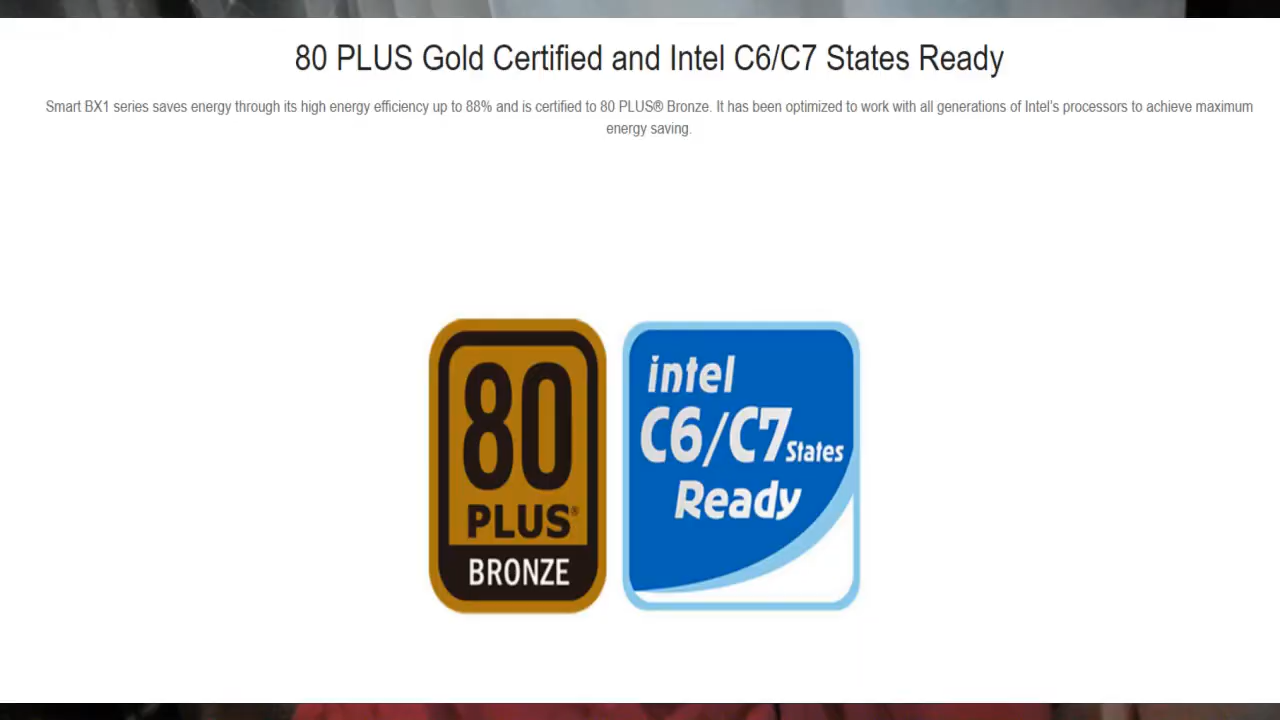 80 PLUS Gold Certified and Intel C6/C7 States Ready
Smart BX1 series saves energy through its high energy efficiency up to 88% and is certified to 80 PLUS® Bronze. It has been optimized to work with all generations of Intel's processors to achieve maximum
energy saving.
80
PLUS®
BRONZE
intel
C6/C7 States
Ready